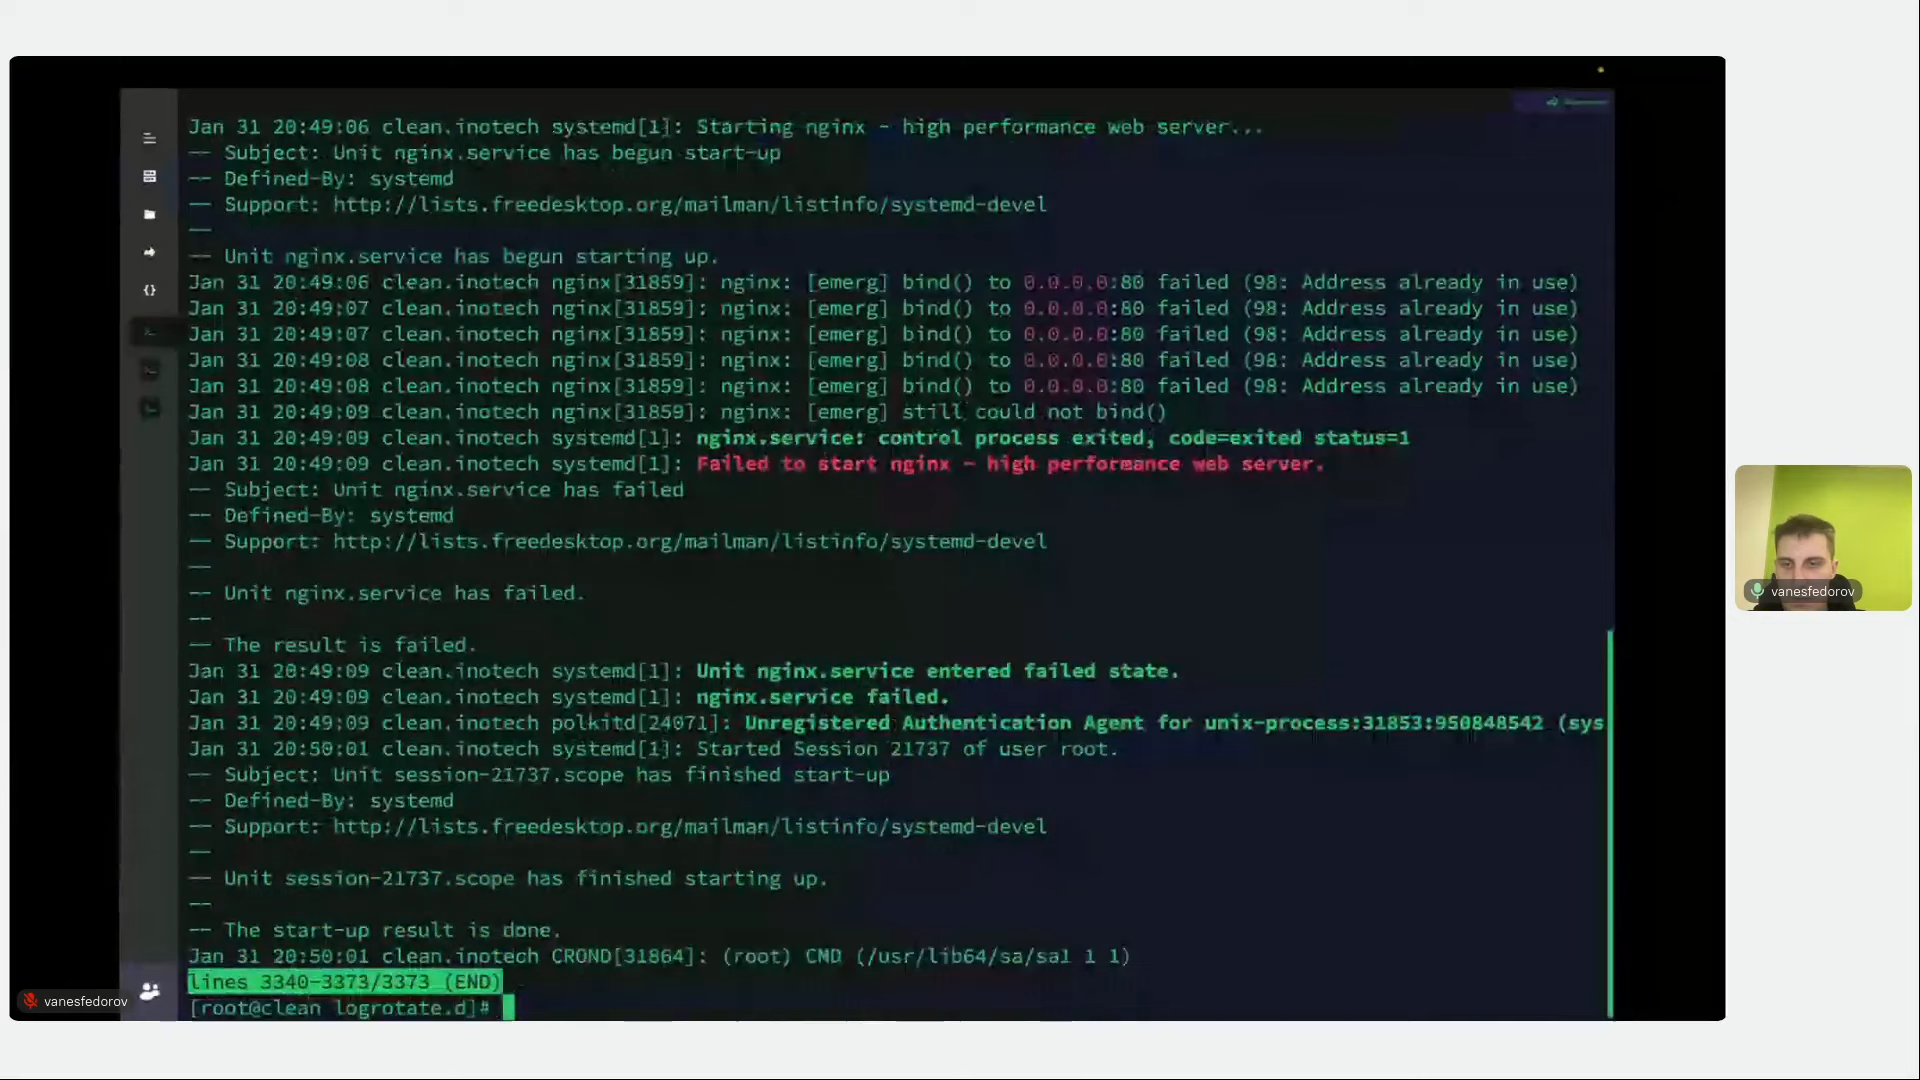 Jan 31 20:49:06 clean.inotech systemd[1]: Starting nginx - high performance web server...
-- Subject: Unit nginx.service has begun start-up
-- Defined-By: systemd
-- Support: http://lists.freedesktop.org/mailman/listinfo/systemd-devel
--
-- Unit nginx.service has begun starting up.
Jan 31 20:49:06 clean.inotech nginx[31859]: nginx: [emerg] bind() to 0.0.0.0:80 failed (98: Address already in use)
Jan 31 20:49:07 clean.inotech nginx[31859]: nginx: [emerg] bind() to 0.0.0.0:80 failed (98: Address already in use)
Jan 31 20:49:07 clean.inotech nginx[31859]: nginx: [emerg] bind() to 0.0.0.0:80 failed (98: Address already in use)
Jan 31 20:49:08 clean.inotech nginx[31859]: nginx: [emerg] bind() to 0.0.0.0:80 failed (98: Address already in use)
Jan 31 20:49:08 clean.inotech nginx[31859]: nginx: [emerg] bind() to 0.0.0.0:80 failed (98: Address already in use)
Jan 31 20:49:09 clean.inotech nginx[31859]: nginx: [emerg] still could not bind()
Jan 31 20:49:09 clean.inotech systemd[1]: nginx.service: control process exited, code=exited status=1
Jan 31 20:49:09 clean.inotech systemd[1]: Failed to start nginx - high performance web server.
-- Subject: Unit nginx.service has failed
-- Defined-By: systemd
-- Support: http://lists.freedesktop.org/mailman/listinfo/systemd-devel
--
-- Unit nginx.service has failed.
--
-- The result is failed.
Jan 31 20:49:09 clean.inotech systemd[1]: Unit nginx.service entered failed state.
Jan 31 20:49:09 clean.inotech systemd[1]: nginx.service failed.
Jan 31 20:49:09 clean.inotech polkitd[24071]: Unregistered Authentication Agent for unix-process:31853:950848542 (sys
Jan 31 20:50:01 clean.inotech systemd[1]: Started Session 21737 of user root.
-- Subject: Unit session-21737.scope has finished start-up
-- Defined-By: systemd
-- Support: http://lists.freedesktop.org/mailman/listinfo/systemd-devel
--
-- Unit session-21737.scope has finished starting up.
--
-- The start-up result is done.
Jan 31 20:50:01 clean.inotech CROND[31864]: (root) CMD (/usr/lib64/sa/sa1 1 1)
lines 3340-3373/3373 (END)
[root@clean logrotate.d]#
vanesfedorov
vanesfedorov